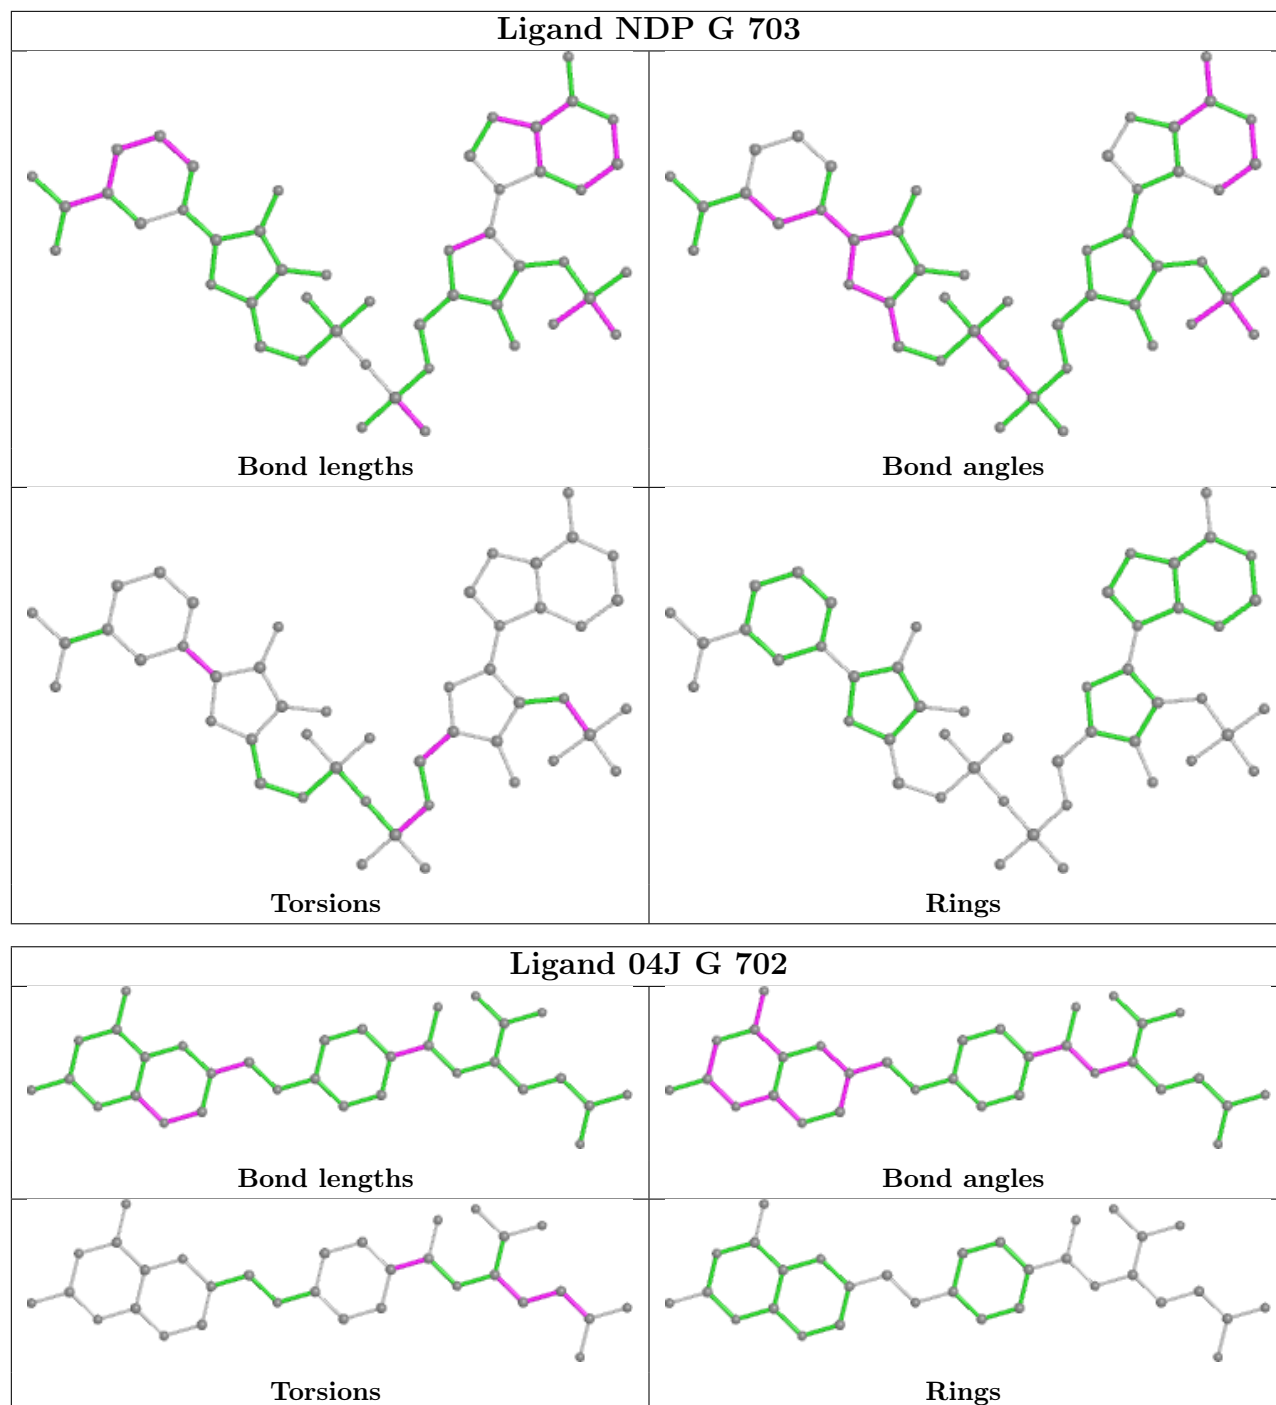 Ligand NDP G 703
Bond lengths
Bond angles
Torsions
Rings
Ligand 04J G 702
Bond lengths
Bond angles
Torsions
Rings